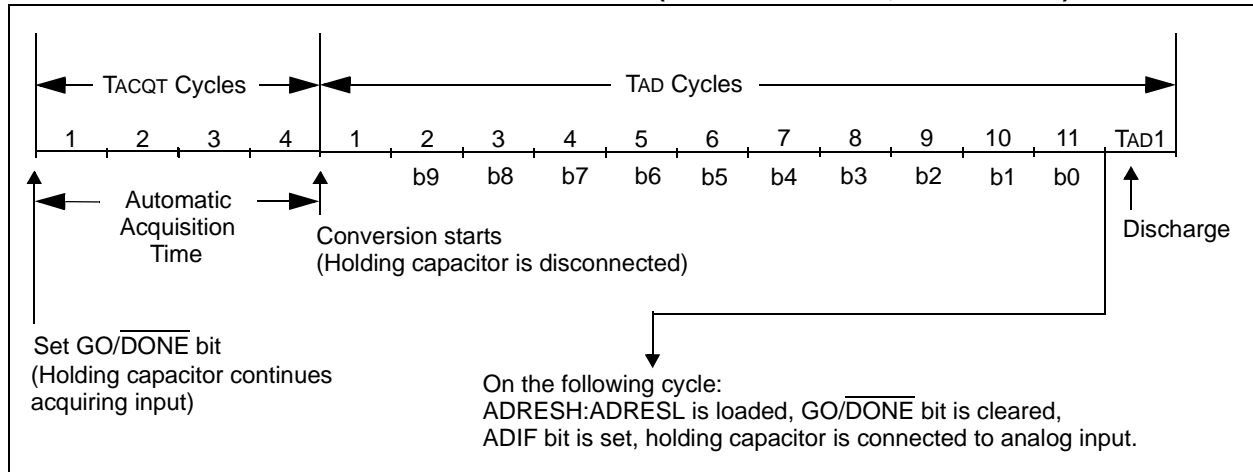 TACQT Cycles
TAD Cycles
1 2 3 4 1 2 3 4 5 6 7 8 9 10 11 TAD1
b9 b8 b7 b6 b5 b4 b3 b2 b1 b0
Automatic
Acquisition
Time
Conversion starts
(Holding capacitor is disconnected)
Discharge
Set GO/DONE bit
(Holding capacitor continues
acquiring input)
On the following cycle:
ADRESH:ADRESL is loaded, GO/DONE bit is cleared,
ADIF bit is set, holding capacitor is connected to analog input.